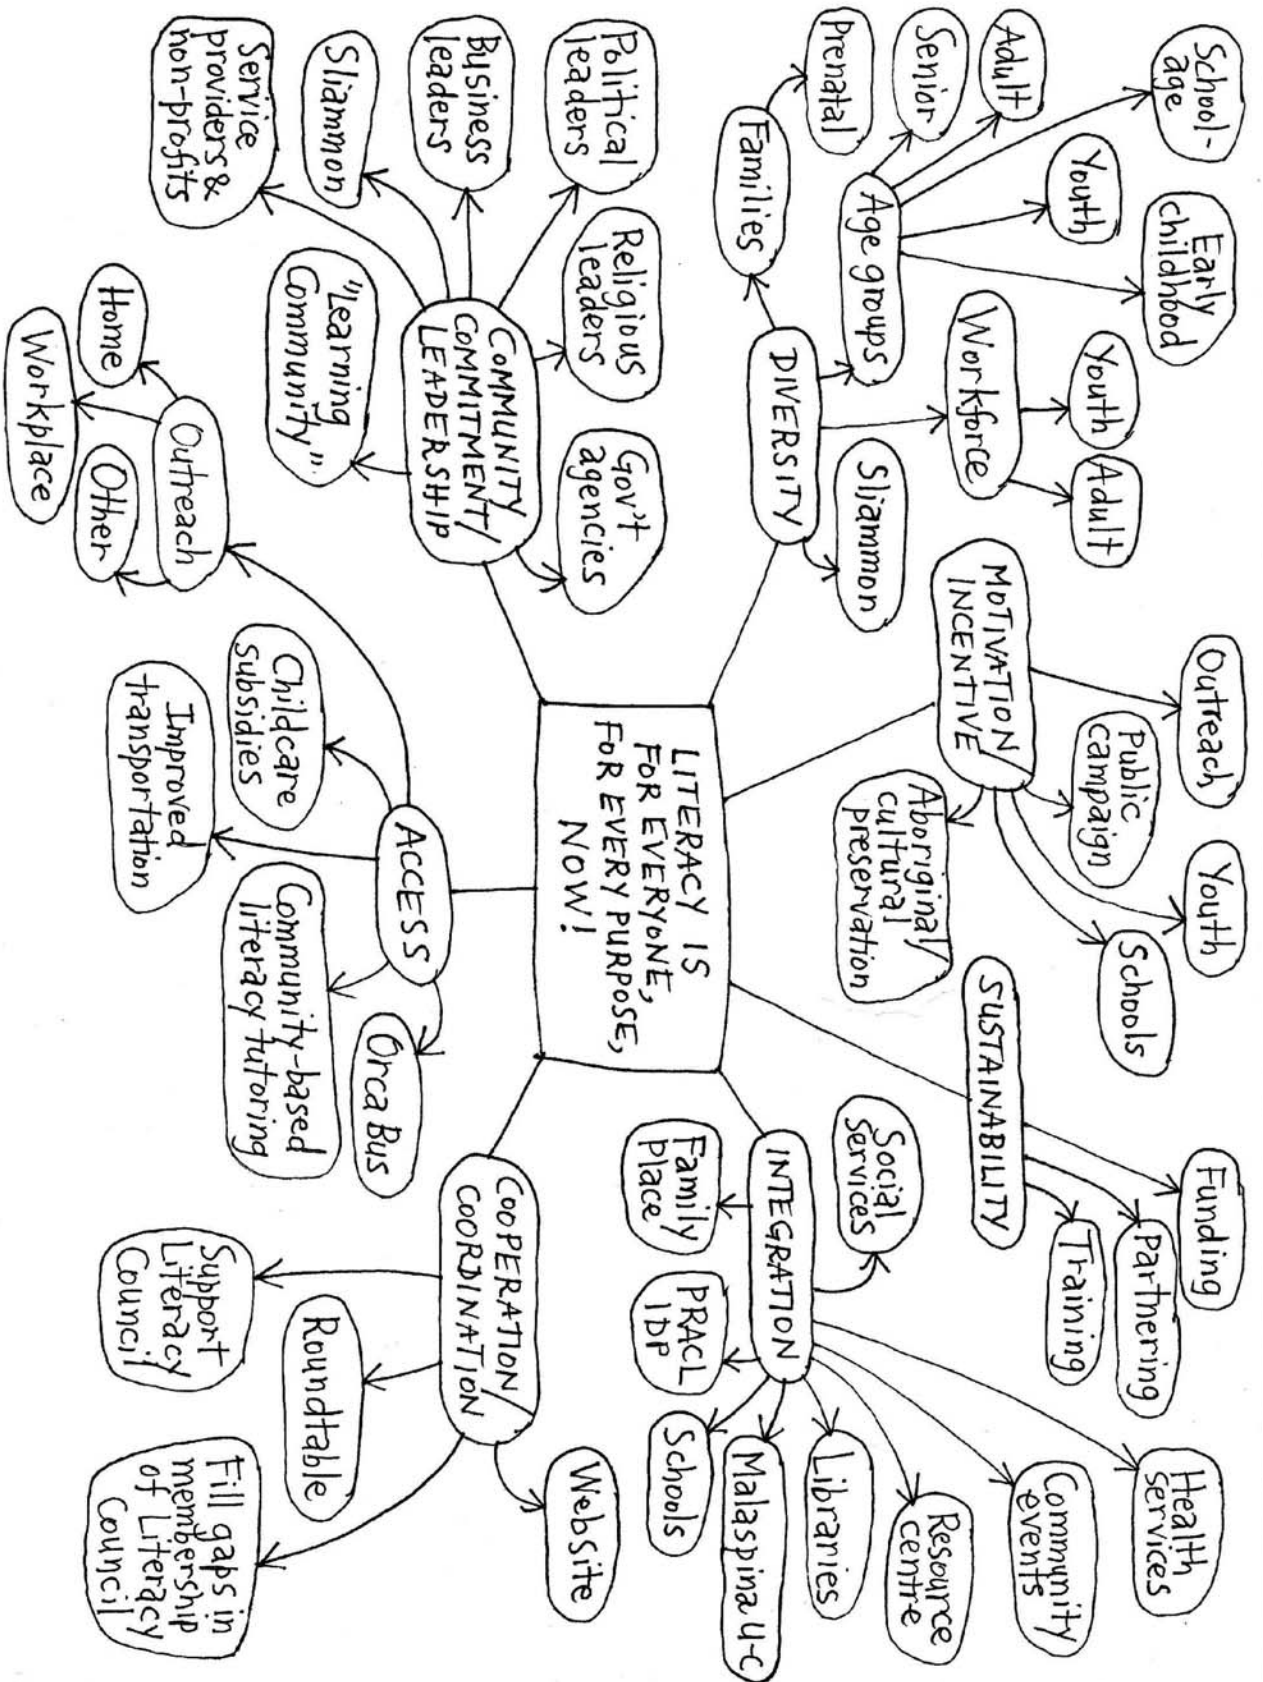 School-
age
Early
childhood
Youth
Adult
Senior
Prenatal
Age groups
Families
Youth
Adult
Workforce
DIVERSITY
Sliammon
Outreach
Youth
Public
campaign
Schools
MOTIVATION/
INCENTIVE
Aboriginal/
cultural
preservation
Funding
Partnering
Training
SUSTAINABILITY
Health
services
Community
events
Resource
centre
Social
services
Libraries
Malaspina U-C
INTEGRATION
Family
Place
PRACL
IDP
Schools
LITERACY IS
FOR EVERYONE,
FOR EVERY PURPOSE,
NOW!
Political
leaders
Religious
leaders
Gov't
agencies
Business
leaders
Sliammon
Service
providers &
non-profits
COMMUNITY
COMMITMENT/
LEADERSHIP
"Learning
Community"
Outreach
Home
Other
Workplace
ACCESS
Childcare
subsidies
Improved
transportation
Community-based
literacy tutoring
Orca Bus
COOPERATION/
COORDINATION
Website
Roundtable
Support
Literacy
Council
Fill gaps in
membership
of Literacy
Council